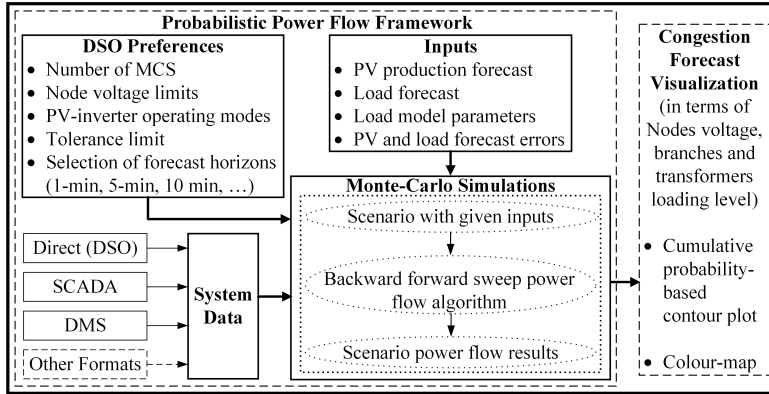 Probabilistic Power Flow Framework
DSO Preferences
• Number of MCS
• Node voltage limits
• PV-inverter operating modes
• Tolerance limit
• Selection of forecast horizons
(1-min, 5-min, 10 min, …)
Inputs
• PV production forecast
• Load forecast
• Load model parameters
• PV and load forecast errors
Direct (DSO)
SCADA
DMS
Other Formats
System
Data
Monte-Carlo Simulations
Scenario with given inputs
Backward forward sweep power
flow algorithm
Scenario power flow results
Congestion
Forecast
Visualization
(in terms of
Nodes voltage,
branches and
transformers
loading level)
• Cumulative
probability-
based
contour plot
• Colour-map